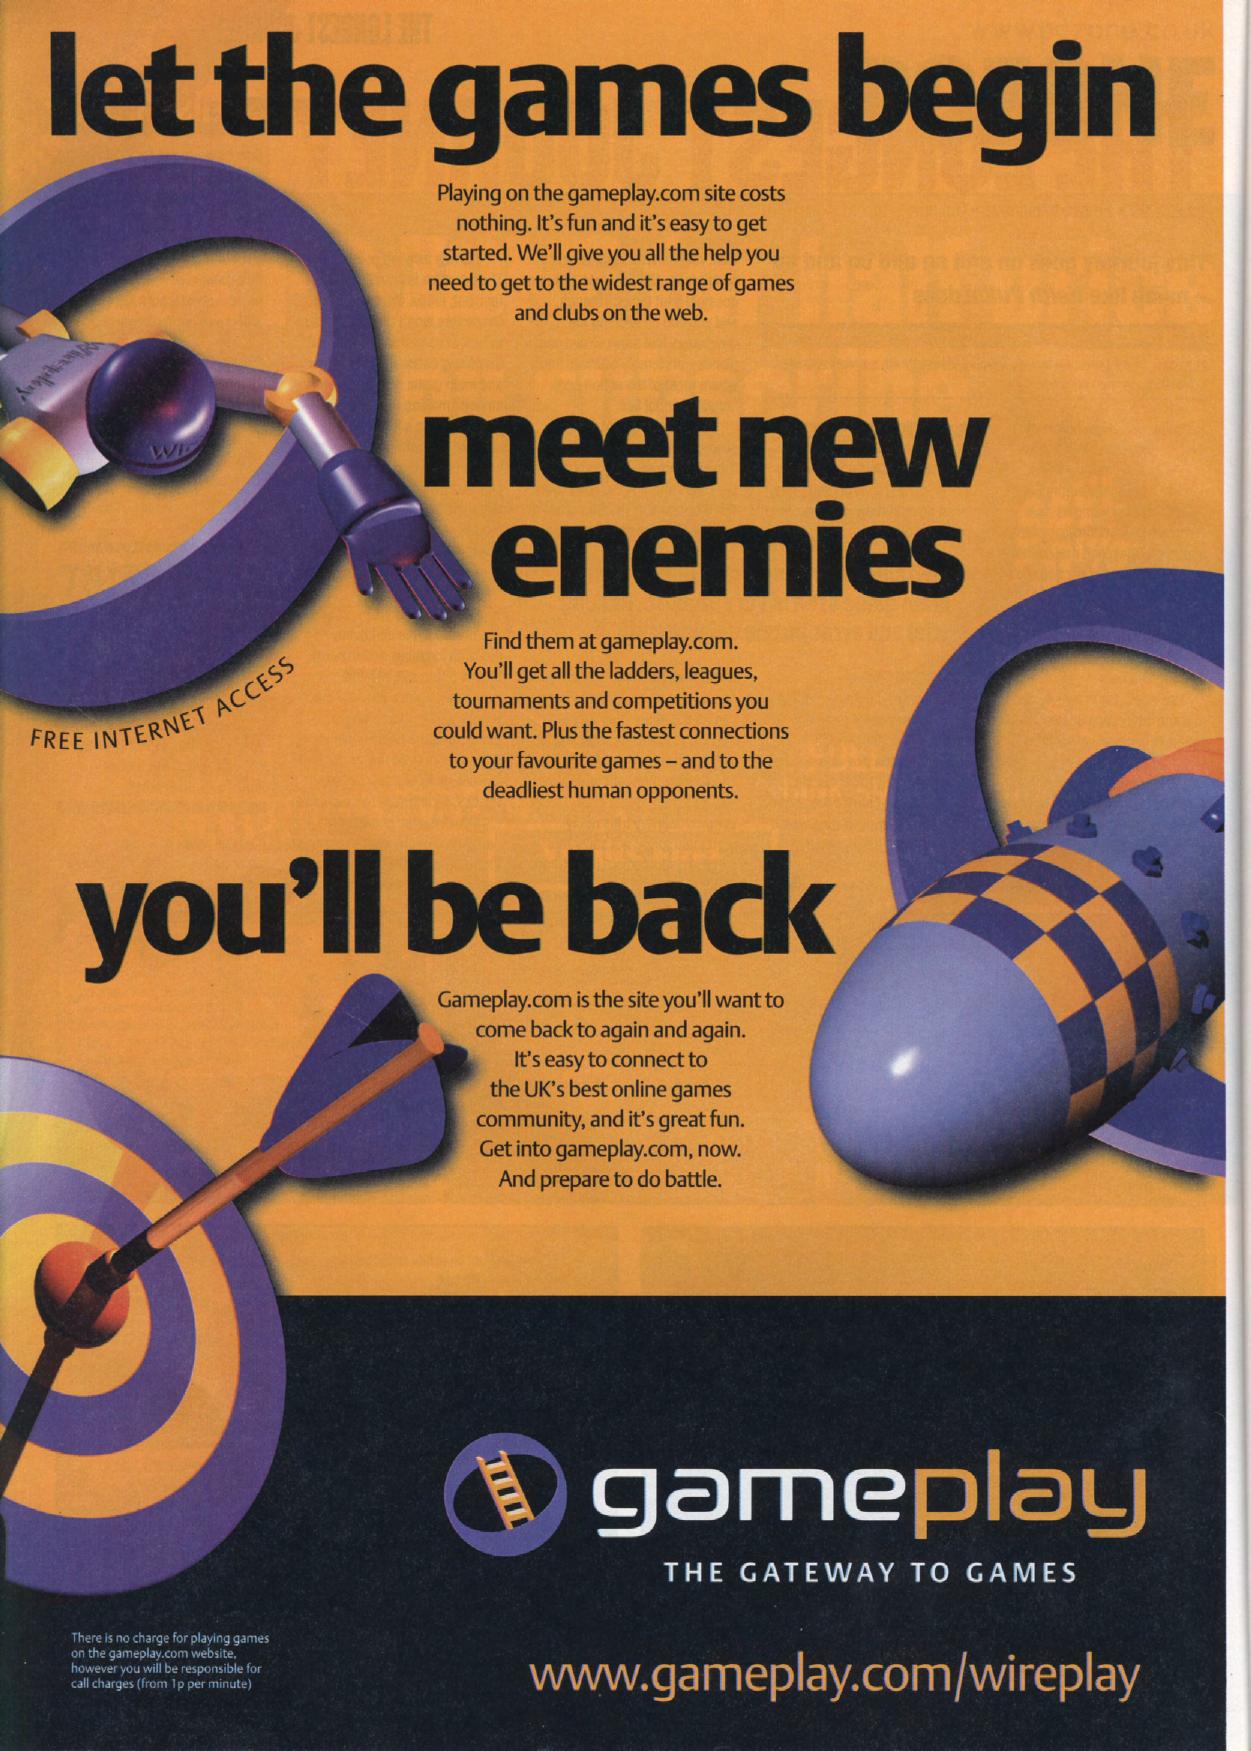 let the games begin
Playing on the gameplay.com site costs
nothing. It's fun and it's easy to get
started. We'll give you all the help you
need to get to the widest range of games
and clubs on the web.
meet new
enemies
Find them at gameplay.com.
You'll get all the ladders, leagues,
tournaments and competitions you
could want. Plus the fastest connections
to your favourite games – and to the
deadliest human opponents.
FREE INTERNET ACCESS
you'll be back
Gameplay.com is the site you'll want to
come back to again and again.
It's easy to connect to
the UK's best online games
community, and it's great fun.
Get into gameplay.com, now.
And prepare to do battle.
gameplay
THE GATEWAY TO GAMES
There is no charge for playing games
on the gameplay.com website,
however you will be responsible for
call charges (from 1p per minute)
www.gameplay.com/wireplay